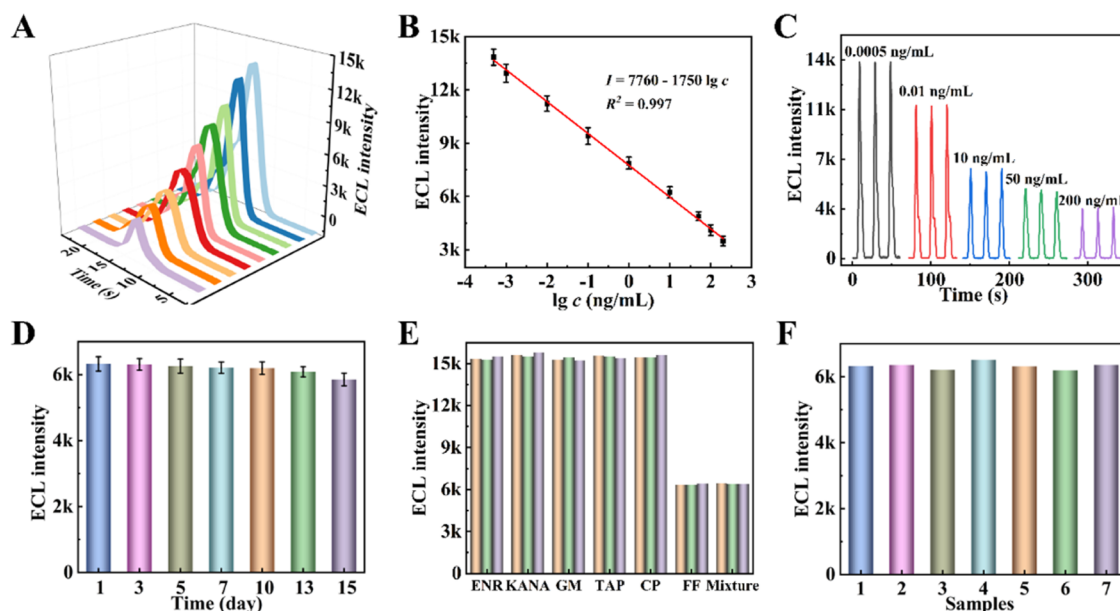 A
15k
12k
9k
6k
3k
0
ECL intensity
20
15
10
5
Time (s)
B
15k
12k
9k
6k
3k
ECL intensity
I = 7760 - 1750 lg c
R² = 0.997
-4 -3 -2 -1 0 1 2 3
lg c (ng/mL)
C
14k
11k
7k
4k
0
ECL intensity
0.0005 ng/mL
0.01 ng/mL
10 ng/mL
50 ng/mL
200 ng/mL
0 100 200 300
Time (s)
D
6k
4k
2k
0
ECL intensity
1 3 5 7 10 13 15
Time (day)
E
15k
12k
9k
6k
3k
ECL intensity
ENR KANA GM TAP CP FF Mixture
F
6k
4k
2k
0
ECL intensity
1 2 3 4 5 6 7
Samples